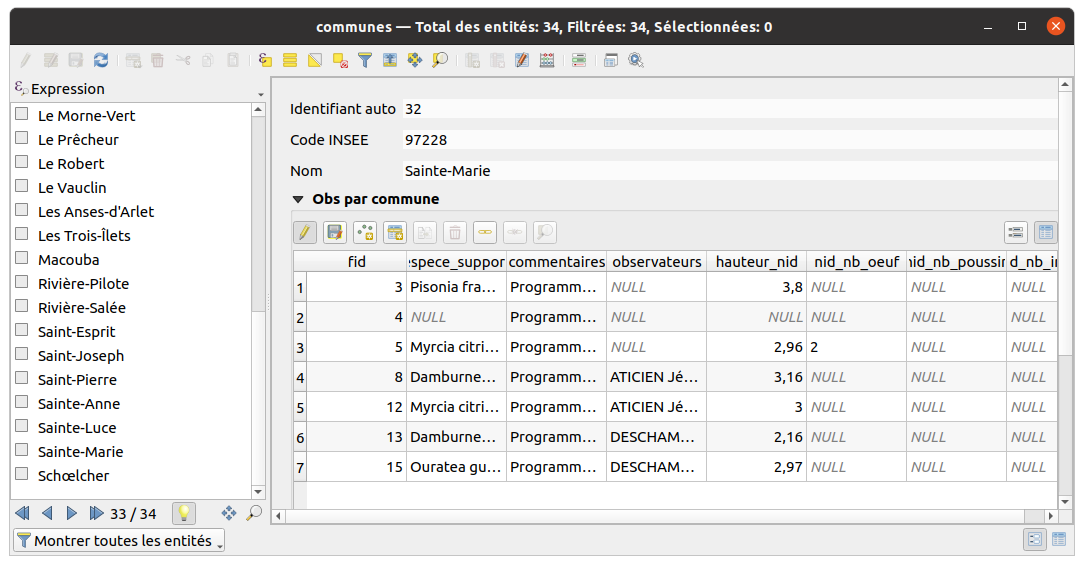 communes — Total des entités: 34, Filtrées: 34, Sélectionnées: 0
Expression
Le Morne-Vert
Le Prêcheur
Le Robert
Le Vauclin
Les Anses-d'Arlet
Les Trois-Îlets
Macouba
Rivière-Pilote
Rivière-Salée
Saint-Esprit
Saint-Joseph
Saint-Pierre
Sainte-Anne
Sainte-Luce
Sainte-Marie
Schœlcher
33 / 34
Montrer toutes les entités
Identifiant auto 32
Code INSEE 97228
Nom Sainte-Marie
Obs par commune
fid espece_suppor commentaires observateurs hauteur_nid nid_nb_oeuf nid_nb_poussin d_nb_i
1 3 Pisonia fra… Programm… NULL 3,8 NULL NULL NULL
2 4 NULL Programm… NULL NULL NULL NULL NULL
3 5 Myrcia citri… Programm… NULL 2,96 2 NULL NULL
4 8 Damburne… Programm… ATICIEN Jé… 3,16 NULL NULL NULL
5 12 Myrcia citri… Programm… ATICIEN Jé… 3 NULL NULL NULL
6 13 Damburne… Programm… DESCHAM… 2,16 NULL NULL NULL
7 15 Ouratea gu… Programm… DESCHAM… 2,97 NULL NULL NULL